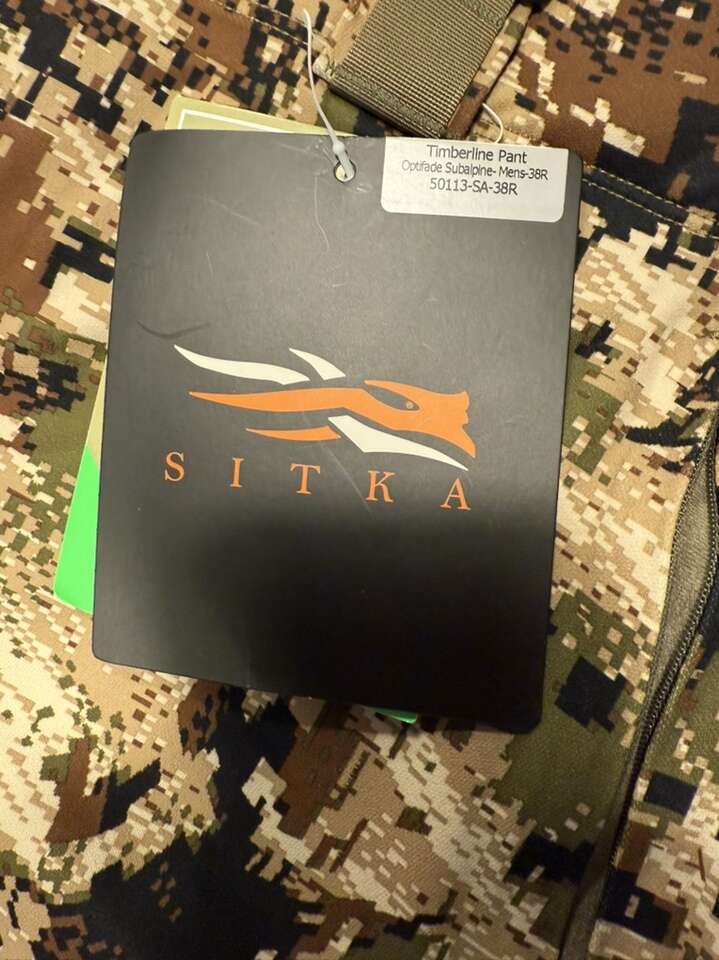 Timberline Pant
Optifade Subalpine- Mens-38R
50113-SA-38R
SITKA